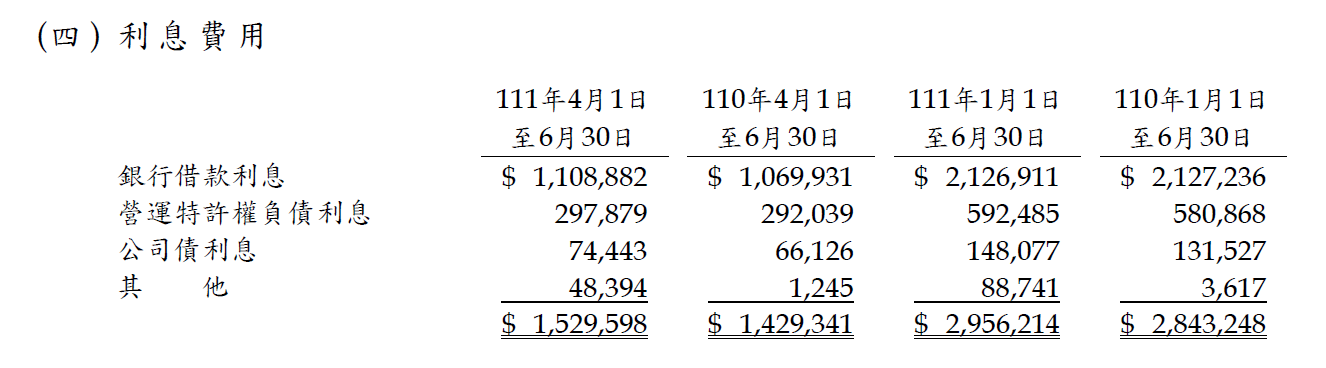 (四) 利息費用
111年4月1日 110年4月1日 111年1月1日 110年1月1日
至6月30日 至6月30日 至6月30日 至6月30日
銀行借款利息 $ 1,108,882 $ 1,069,931 $ 2,126,911 $ 2,127,236
營運特許權負債利息 297,879 292,039 592,485 580,868
公司債利息 74,443 66,126 148,077 131,527
其 他 48,394 1,245 88,741 3,617
$ 1,529,598 $ 1,429,341 $ 2,956,214 $ 2,843,248